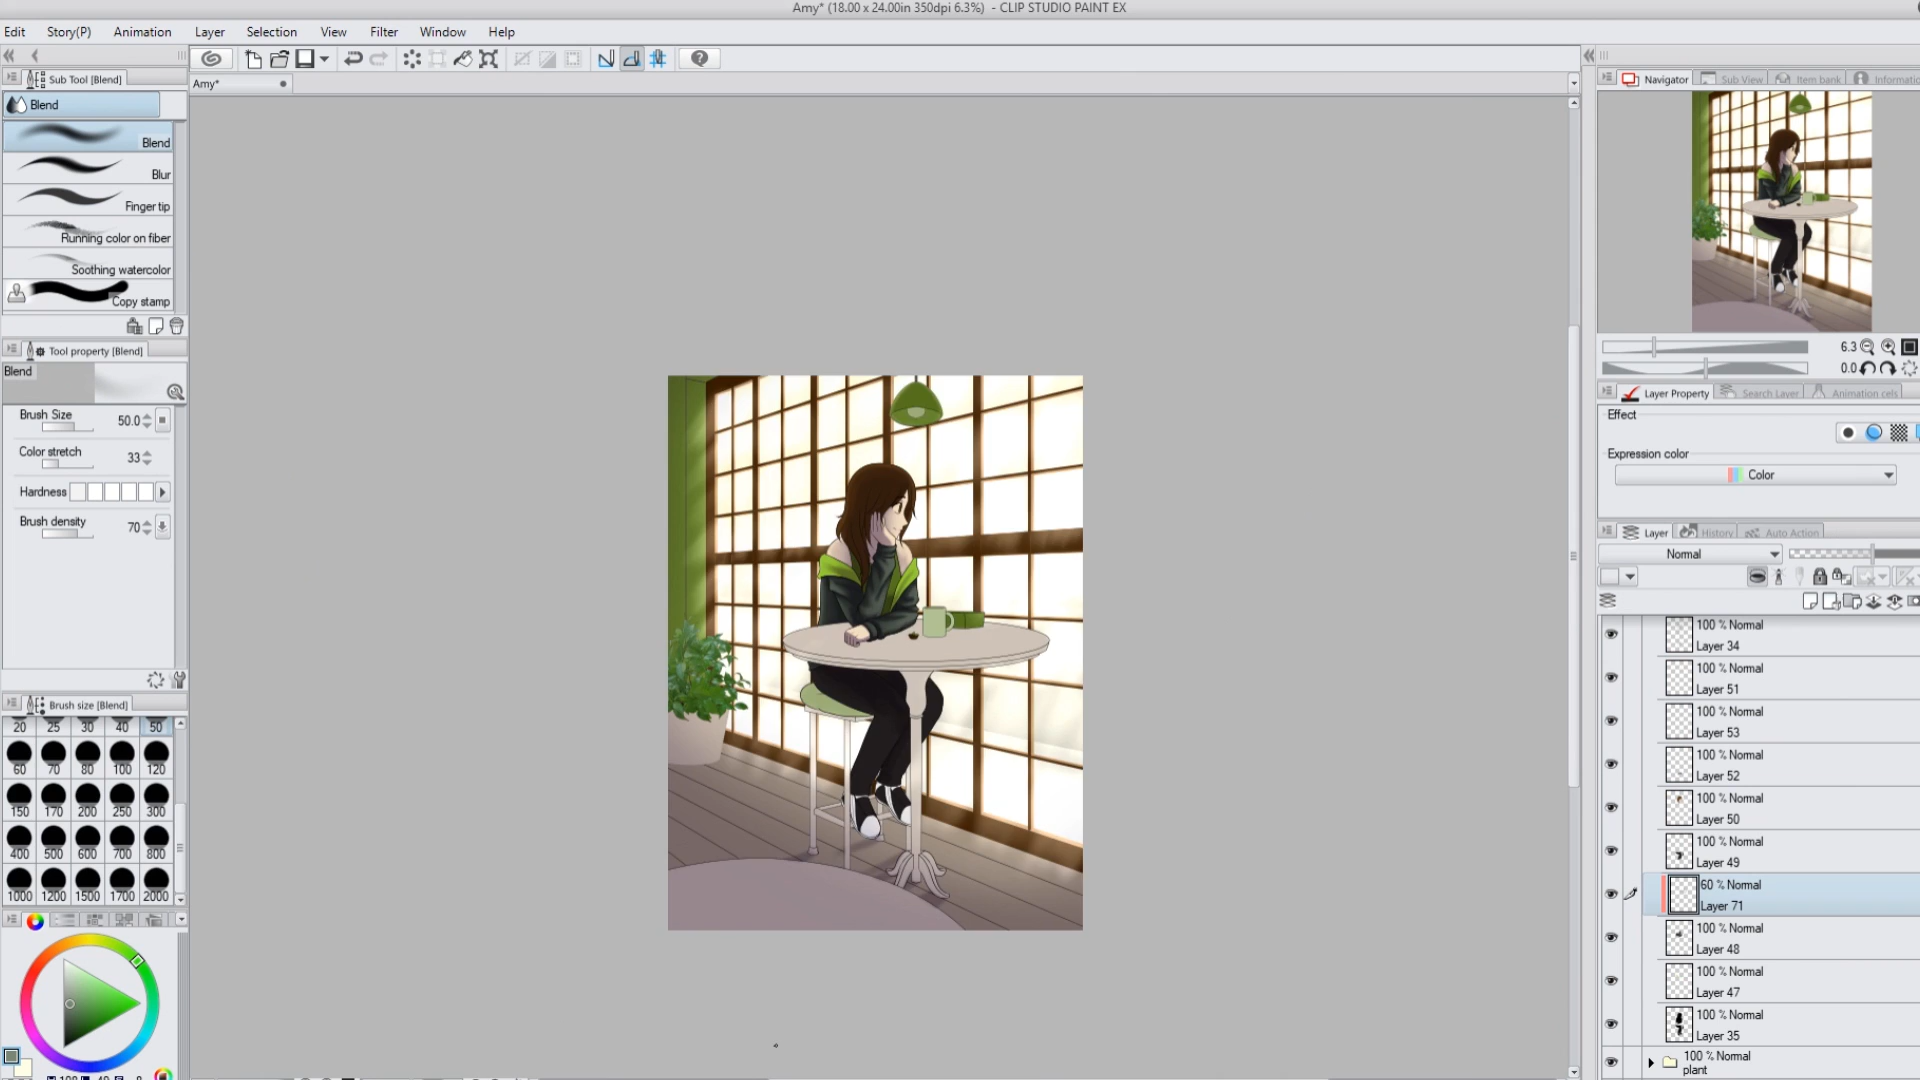 Amy* (18.00 x 24.00in 350dpi 6.3%) - CLIP STUDIO PAINT EX
Edit Story(P) Animation Layer Selection View Filter Window Help
Sub Tool [Blend]
Blend
Blend
Blur
Finger tip
Running color on fiber
Soothing watercolor
Copy stamp
Tool property [Blend]
Blend
Brush Size 50.0
Color stretch 33
Hardness
Brush density 70
Brush size [Blend]
20 25 30 40 50
60 70 80 100 120
150 170 200 250 300
400 500 600 700 800
1000 1200 1500 1700 2000
Amy*
Navigator Sub View Item bank Informatio
6.3
0.0
Layer Property Search Layer Animation cels
Effect
Expression color
Color
Layer History Auto Action
Normal
100 % Normal
Layer 34
100 % Normal
Layer 51
100 % Normal
Layer 53
100 % Normal
Layer 52
100 % Normal
Layer 50
100 % Normal
Layer 49
60 % Normal
Layer 71
100 % Normal
Layer 48
100 % Normal
Layer 47
100 % Normal
Layer 35
100 % Normal
plant